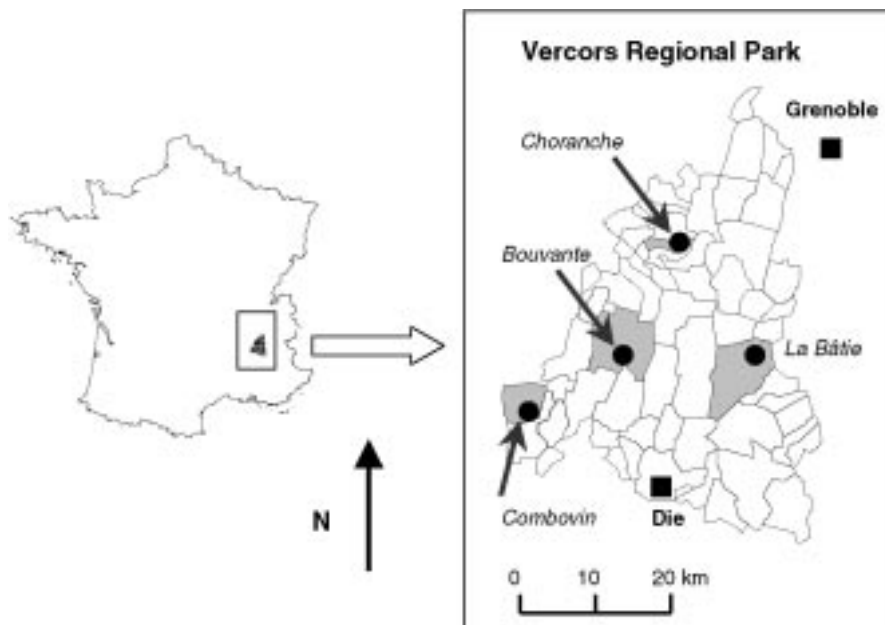 Vercors Regional Park
Grenoble
Choranche
Bouvante
La Bâtie
N
Combovin
Die
0 10 20 km